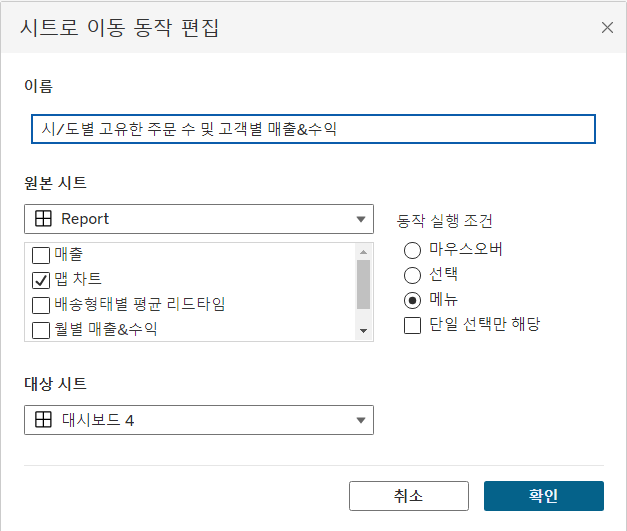 시트로 이동 동작 편집
이름
시/도별 고유한 주문 수 및 고객별 매출&수익
원본 시트
Report
매출
맵 차트
배송형태별 평균 리드타임
월별 매출&수익
동작 실행 조건
마우스오버
선택
메뉴
단일 선택만 해당
대상 시트
대시보드 4
취소
확인